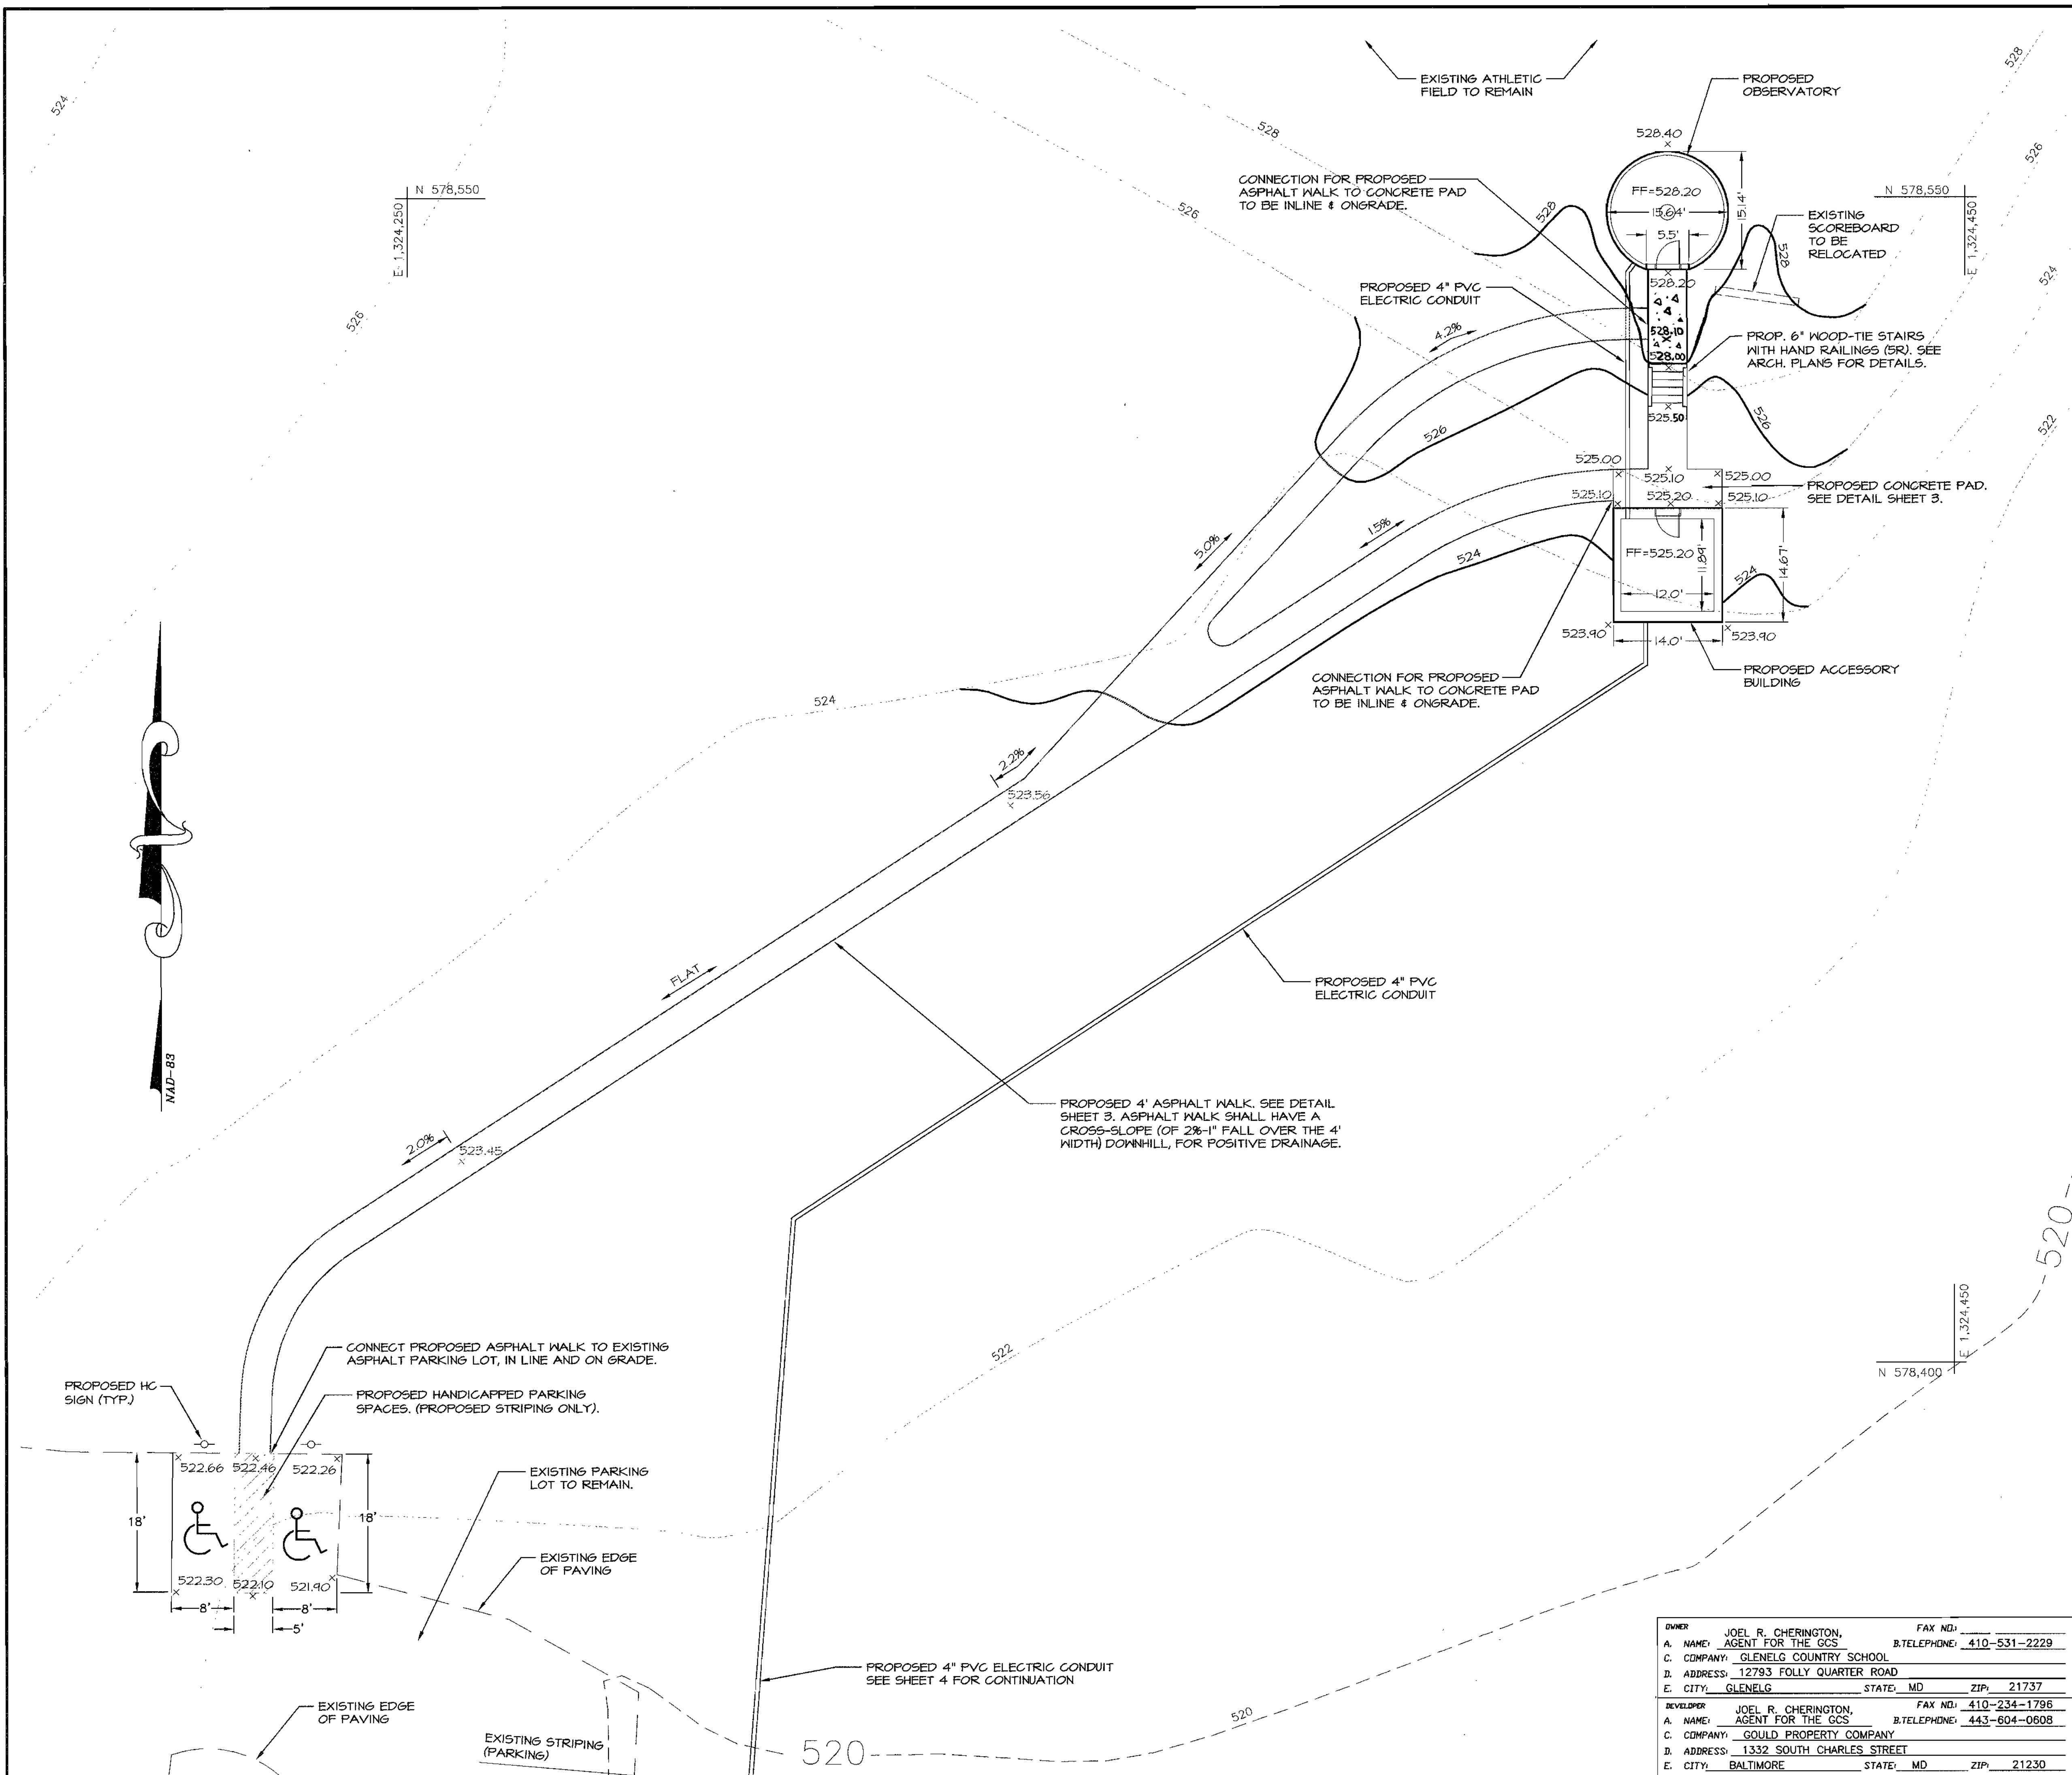 524
528
EXISTING ATHLETIC
FIELD TO REMAIN
PROPOSED
OBSERVATORY
528
528.40
526
N 578,550
E 1,324,250
CONNECTION FOR PROPOSED
ASPHALT WALK TO CONCRETE PAD
TO BE INLINE & ONGRADE.
FF=528.20
15.64'
5.5'
15.14'
N 578,550
E 1,324,450
526
528
EXISTING
SCOREBOARD
TO BE
RELOCATED
528
524
526
PROPOSED 4" PVC
ELECTRIC CONDUIT
528.20
4.2%
528.10
528.00
PROP. 6" WOOD-TIE STAIRS
WITH HAND RAILINGS (5R). SEE
ARCH. PLANS FOR DETAILS.
525.50
526
526
522
525.00
525.10
525.00
PROPOSED CONCRETE PAD.
SEE DETAIL SHEET 3.
525.10
525.20
525.10
1.5%
5.0%
524
FF=525.20
11.89'
14.67'
524
12.0'
523.90
14.0'
523.90
PROPOSED ACCESSORY
BUILDING
CONNECTION FOR PROPOSED
ASPHALT WALK TO CONCRETE PAD
TO BE INLINE & ONGRADE.
524
2.2%
523.56
FLAT
PROPOSED 4" PVC
ELECTRIC CONDUIT
NAD-83
PROPOSED 4' ASPHALT WALK. SEE DETAIL
SHEET 3. ASPHALT WALK SHALL HAVE A
CROSS-SLOPE (OF 2%-1" FALL OVER THE 4'
WIDTH) DOWNHILL, FOR POSITIVE DRAINAGE.
2.0%
523.45
520
E 1,324,450
N 578,400
522
CONNECT PROPOSED ASPHALT WALK TO EXISTING
ASPHALT PARKING LOT, IN LINE AND ON GRADE.
PROPOSED HC
SIGN (TYP.)
PROPOSED HANDICAPPED PARKING
SPACES. (PROPOSED STRIPING ONLY).
522.66
522.46
522.26
EXISTING PARKING
LOT TO REMAIN.
18'
18'
EXISTING EDGE
OF PAVING
522.30
522.10
521.90
8'
8'
5'
PROPOSED 4" PVC ELECTRIC CONDUIT
SEE SHEET 4 FOR CONTINUATION
EXISTING EDGE
OF PAVING
EXISTING STRIPING
(PARKING)
520
520
OWNER FAX NO.:
A. NAME: JOEL R. CHERINGTON,
AGENT FOR THE GCS B.TELEPHONE: 410-531-2229
C. COMPANY: GLENELG COUNTRY SCHOOL
D. ADDRESS: 12793 FOLLY QUARTER ROAD
E. CITY: GLENELG STATE: MD ZIP: 21737
DEVELOPER FAX NO.: 410-234-1796
A. NAME: JOEL R. CHERINGTON,
AGENT FOR THE GCS B.TELEPHONE: 443-604-0608
C. COMPANY: GOULD PROPERTY COMPANY
D. ADDRESS: 1332 SOUTH CHARLES STREET
E. CITY: BALTIMORE STATE: MD ZIP: 21230